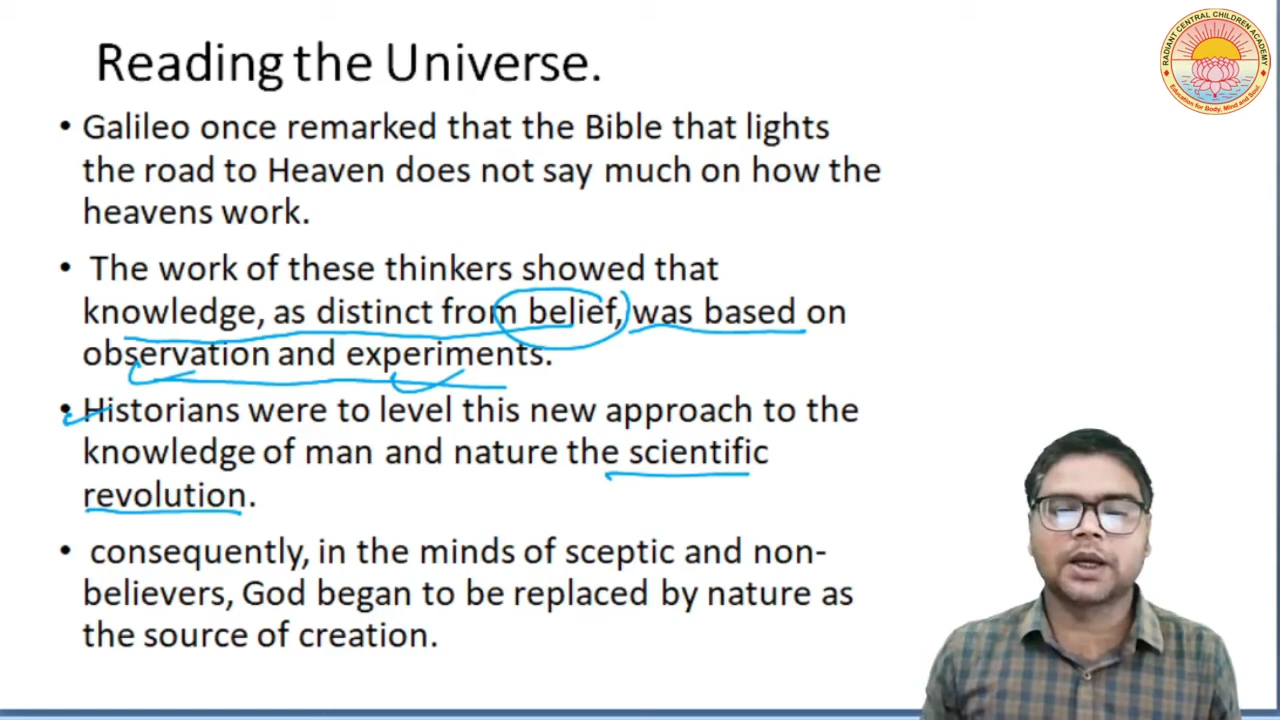 Reading the Universe.
• Galileo once remarked that the Bible that lights
the road to Heaven does not say much on how the
heavens work.
• The work of these thinkers showed that
knowledge, as distinct from belief, was based on
observation and experiments.
• Historians were to level this new approach to the
knowledge of man and nature the scientific
revolution.
• consequently, in the minds of sceptic and non-
believers, God began to be replaced by nature as
the source of creation.
RADIANT CENTRAL CHILDREN ACADEMY
Education for Body, Mind and Soul.